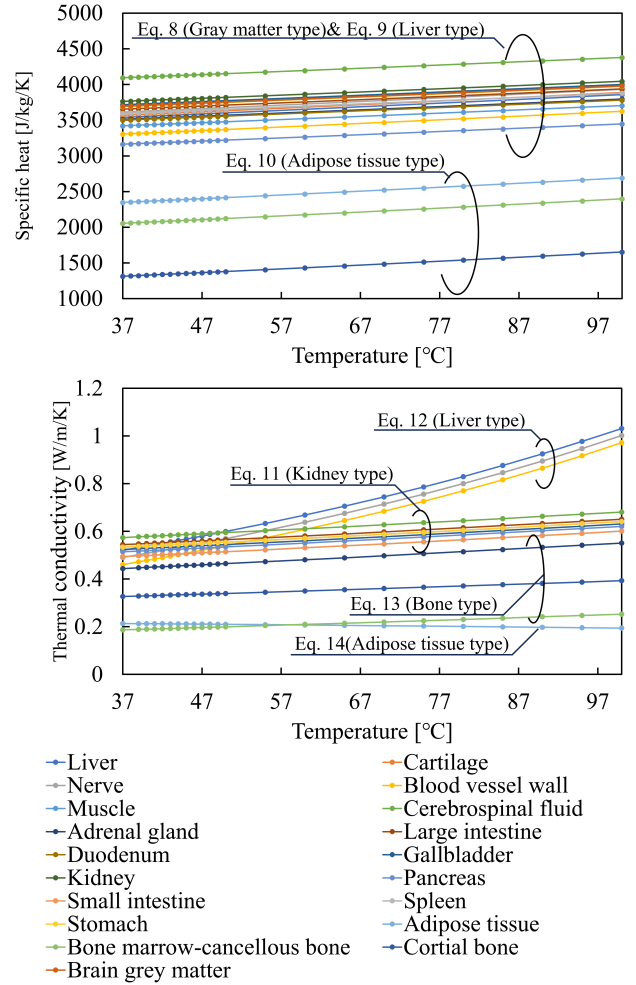 5000
4500
4000
3500
3000
2500
2000
1500
1000
Specific heat [J/kg/K]
Eq. 8 (Gray matter type)& Eq. 9 (Liver type)
Eq. 10 (Adipose tissue type)
37 47 57 67 77 87 97
Temperature [°C]
1.2
1
0.8
0.6
0.4
0.2
0
Thermal conductivity [W/m/K]
Eq. 12 (Liver type)
Eq. 11 (Kidney type)
Eq. 13 (Bone type)
Eq. 14(Adipose tissue type)
37 47 57 67 77 87 97
Temperature [°C]
Liver
Nerve
Muscle
Adrenal gland
Duodenum
Kidney
Small intestine
Stomach
Bone marrow-cancellous bone
Brain grey matter
Cartilage
Blood vessel wall
Cerebrospinal fluid
Large intestine
Gallbladder
Pancreas
Spleen
Adipose tissue
Cortial bone